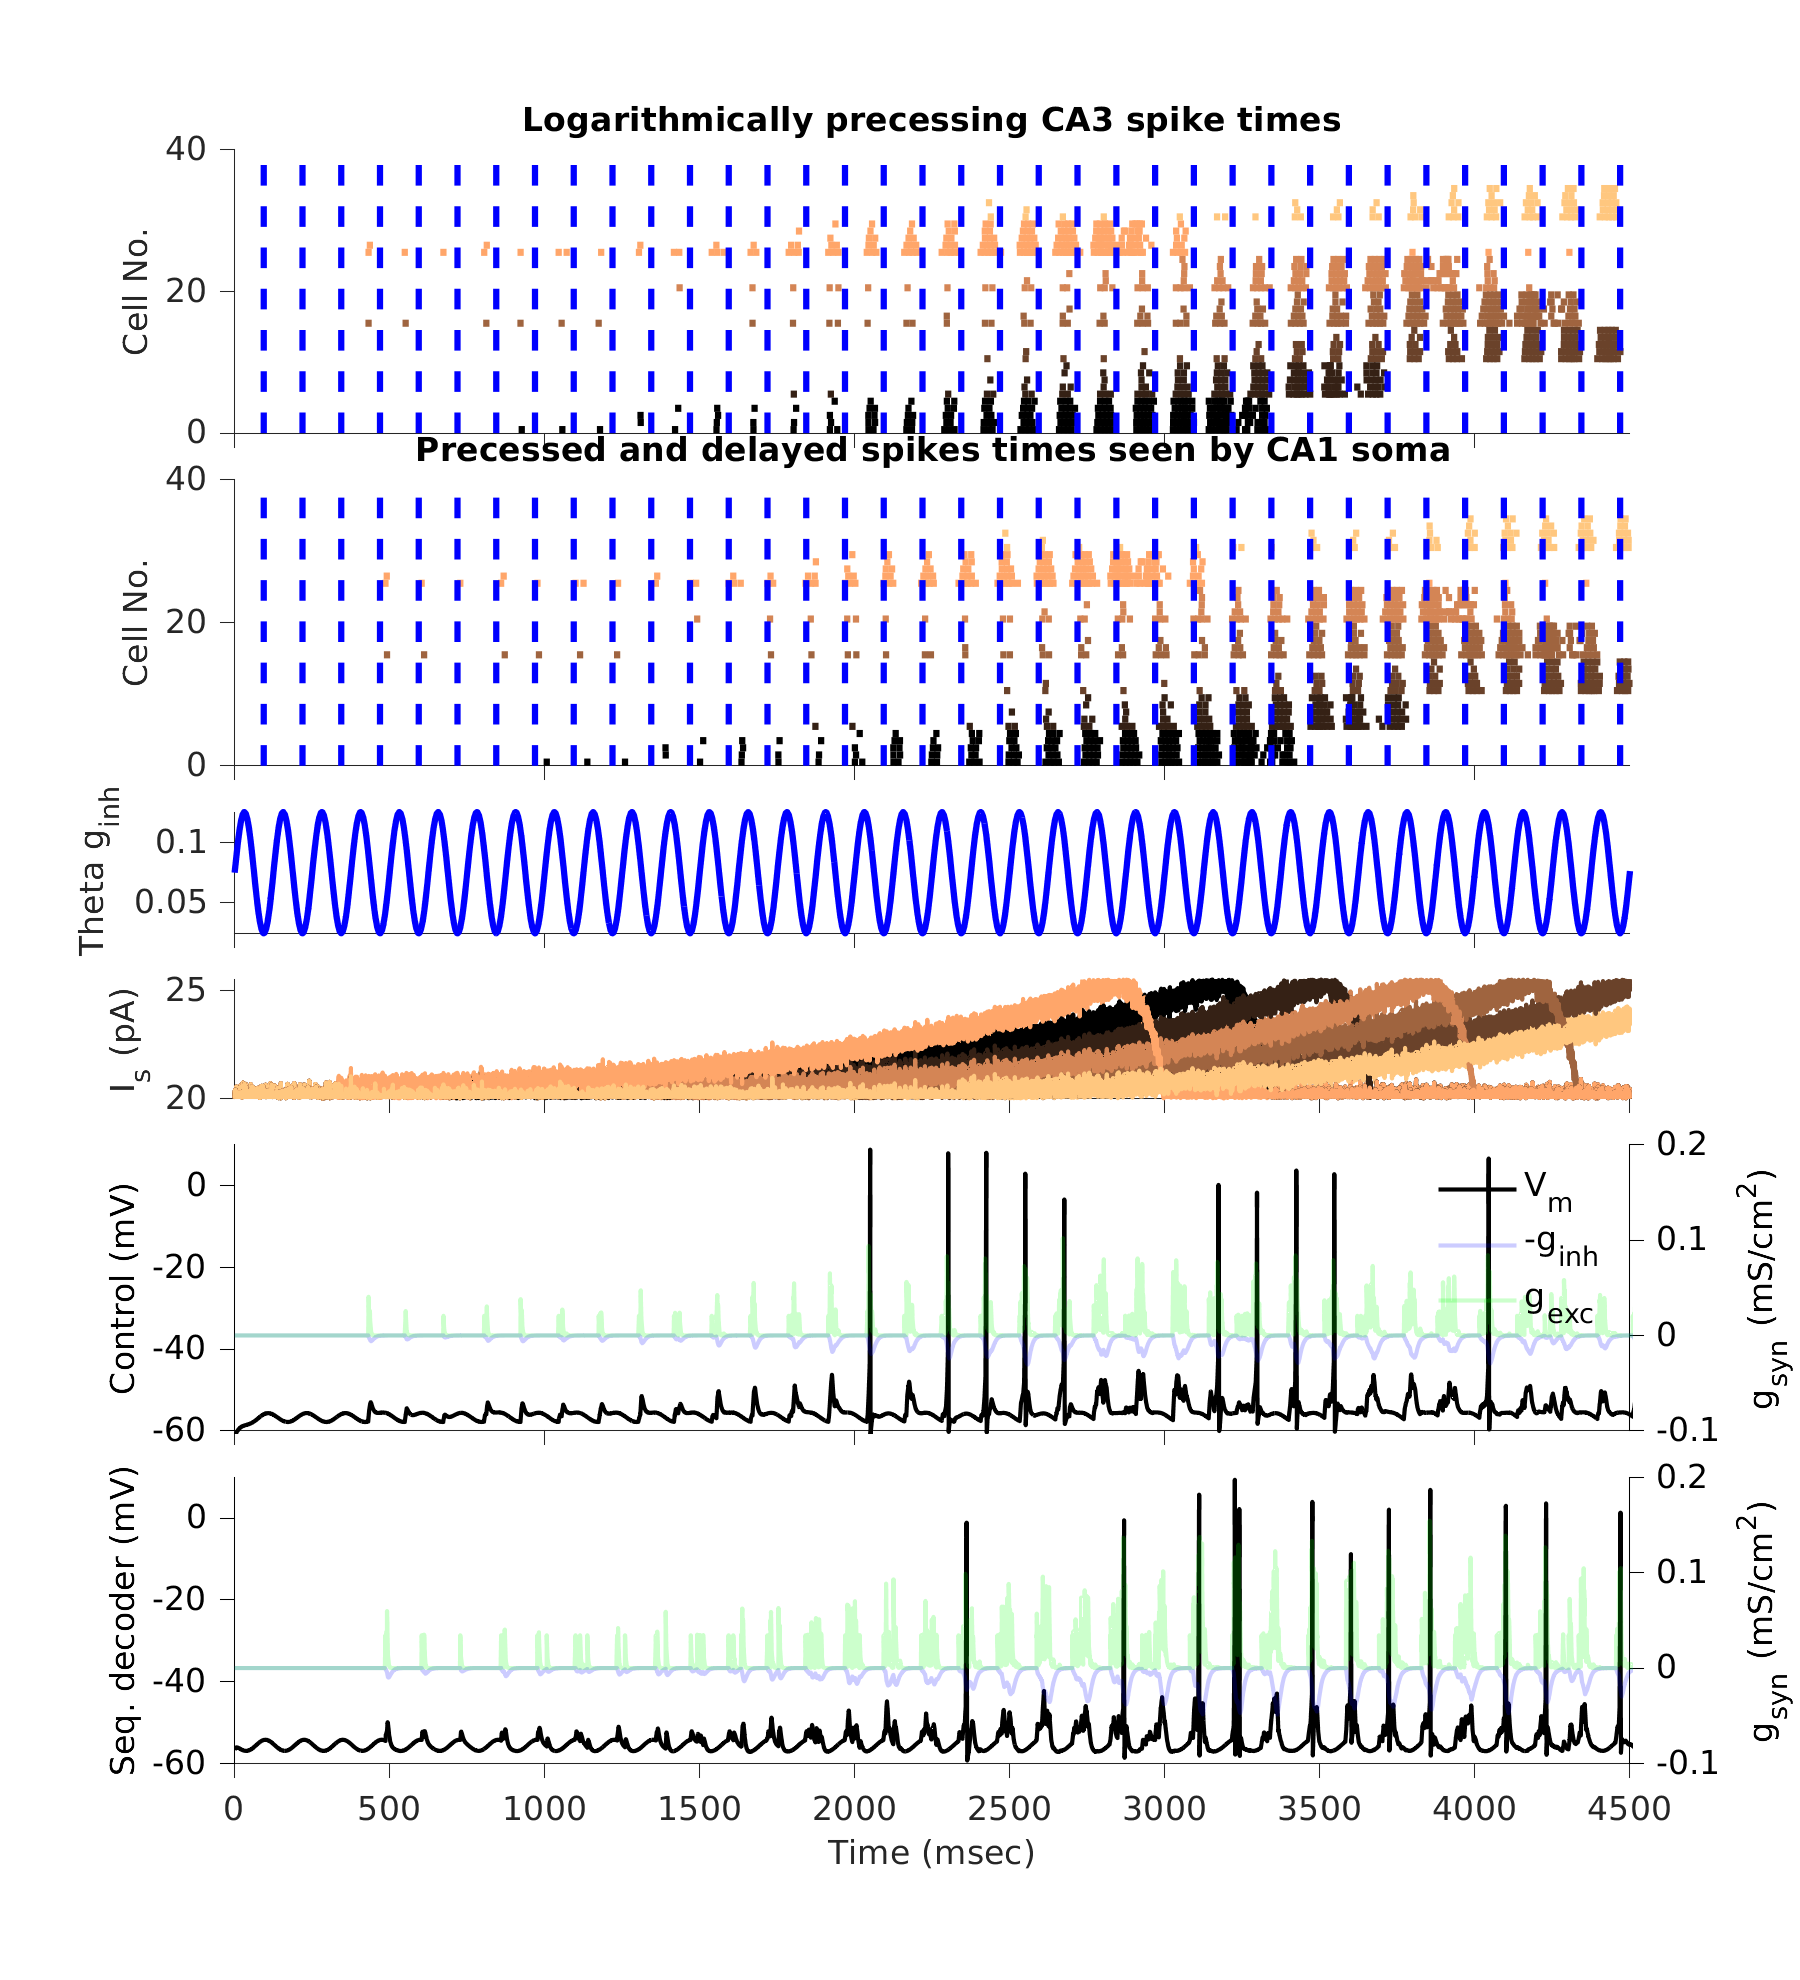 Logarithmically precessing CA3 spike times
40
20
0
Cell No.
Precessed and delayed spikes times seen by CA1 soma
40
20
0
Cell No.
0.1
0.05
Theta g_inh
25
20
I_s (pA)
0
-20
-40
-60
Control (mV)
V_m
-g_inh
g_exc
0.2
0.1
0
-0.1
g_syn (mS/cm²)
0
-20
-40
-60
Seq. decoder (mV)
0.2
0.1
0
-0.1
g_syn (mS/cm²)
0 500 1000 1500 2000 2500 3000 3500 4000 4500
Time (msec)